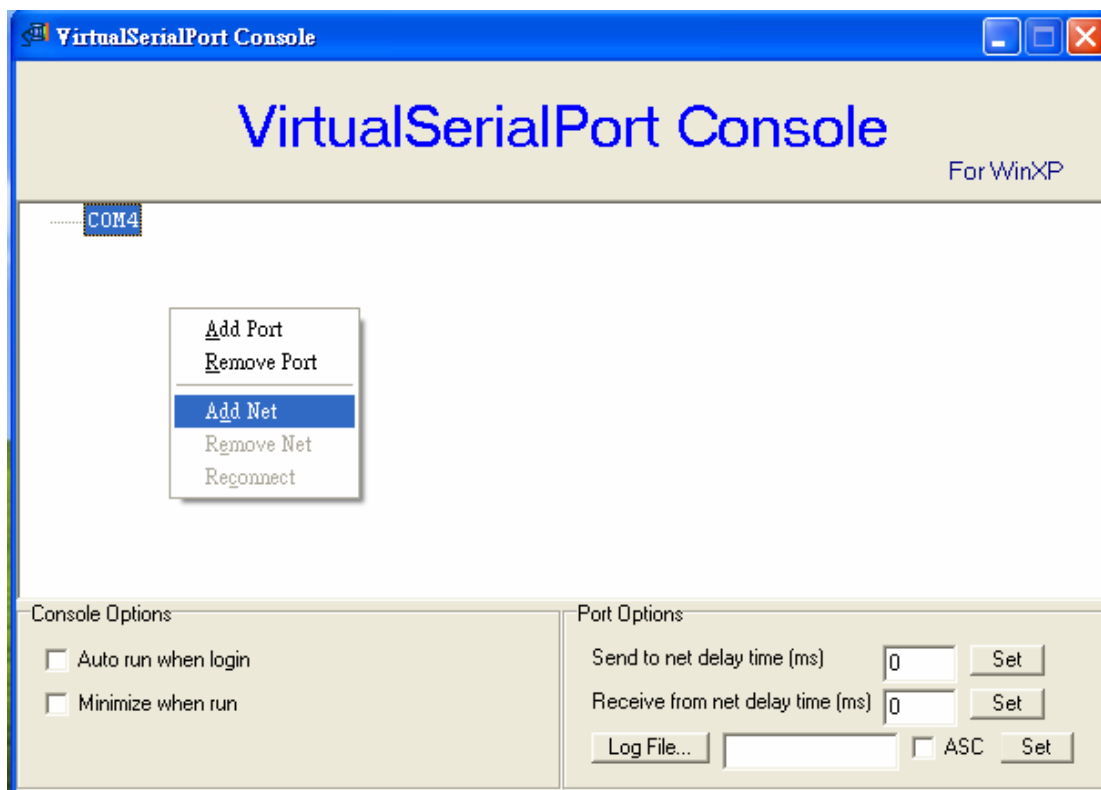 VirtualSerialPort Console
VirtualSerialPort Console
For WinXP
COM4
Add Port
Remove Port
Add Net
Remove Net
Reconnect
Console Options
Auto run when login
Minimize when run
Port Options
Send to net delay time (ms) 0 Set
Receive from net delay time (ms) 0 Set
Log File... ASC Set